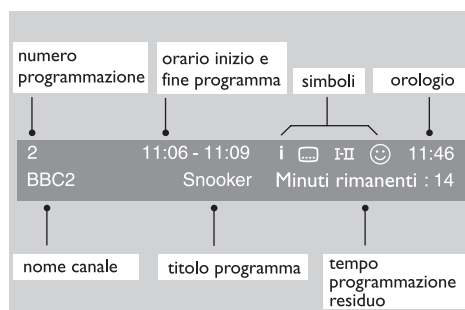 numero
programmazione
orario inizio e
fine programma
simboli
orologio
2 11:06 - 11:09 i I-II 11:46
BBC2 Snooker Minuti rimanenti : 14
nome canale
titolo programma
tempo
programmazione
residuo